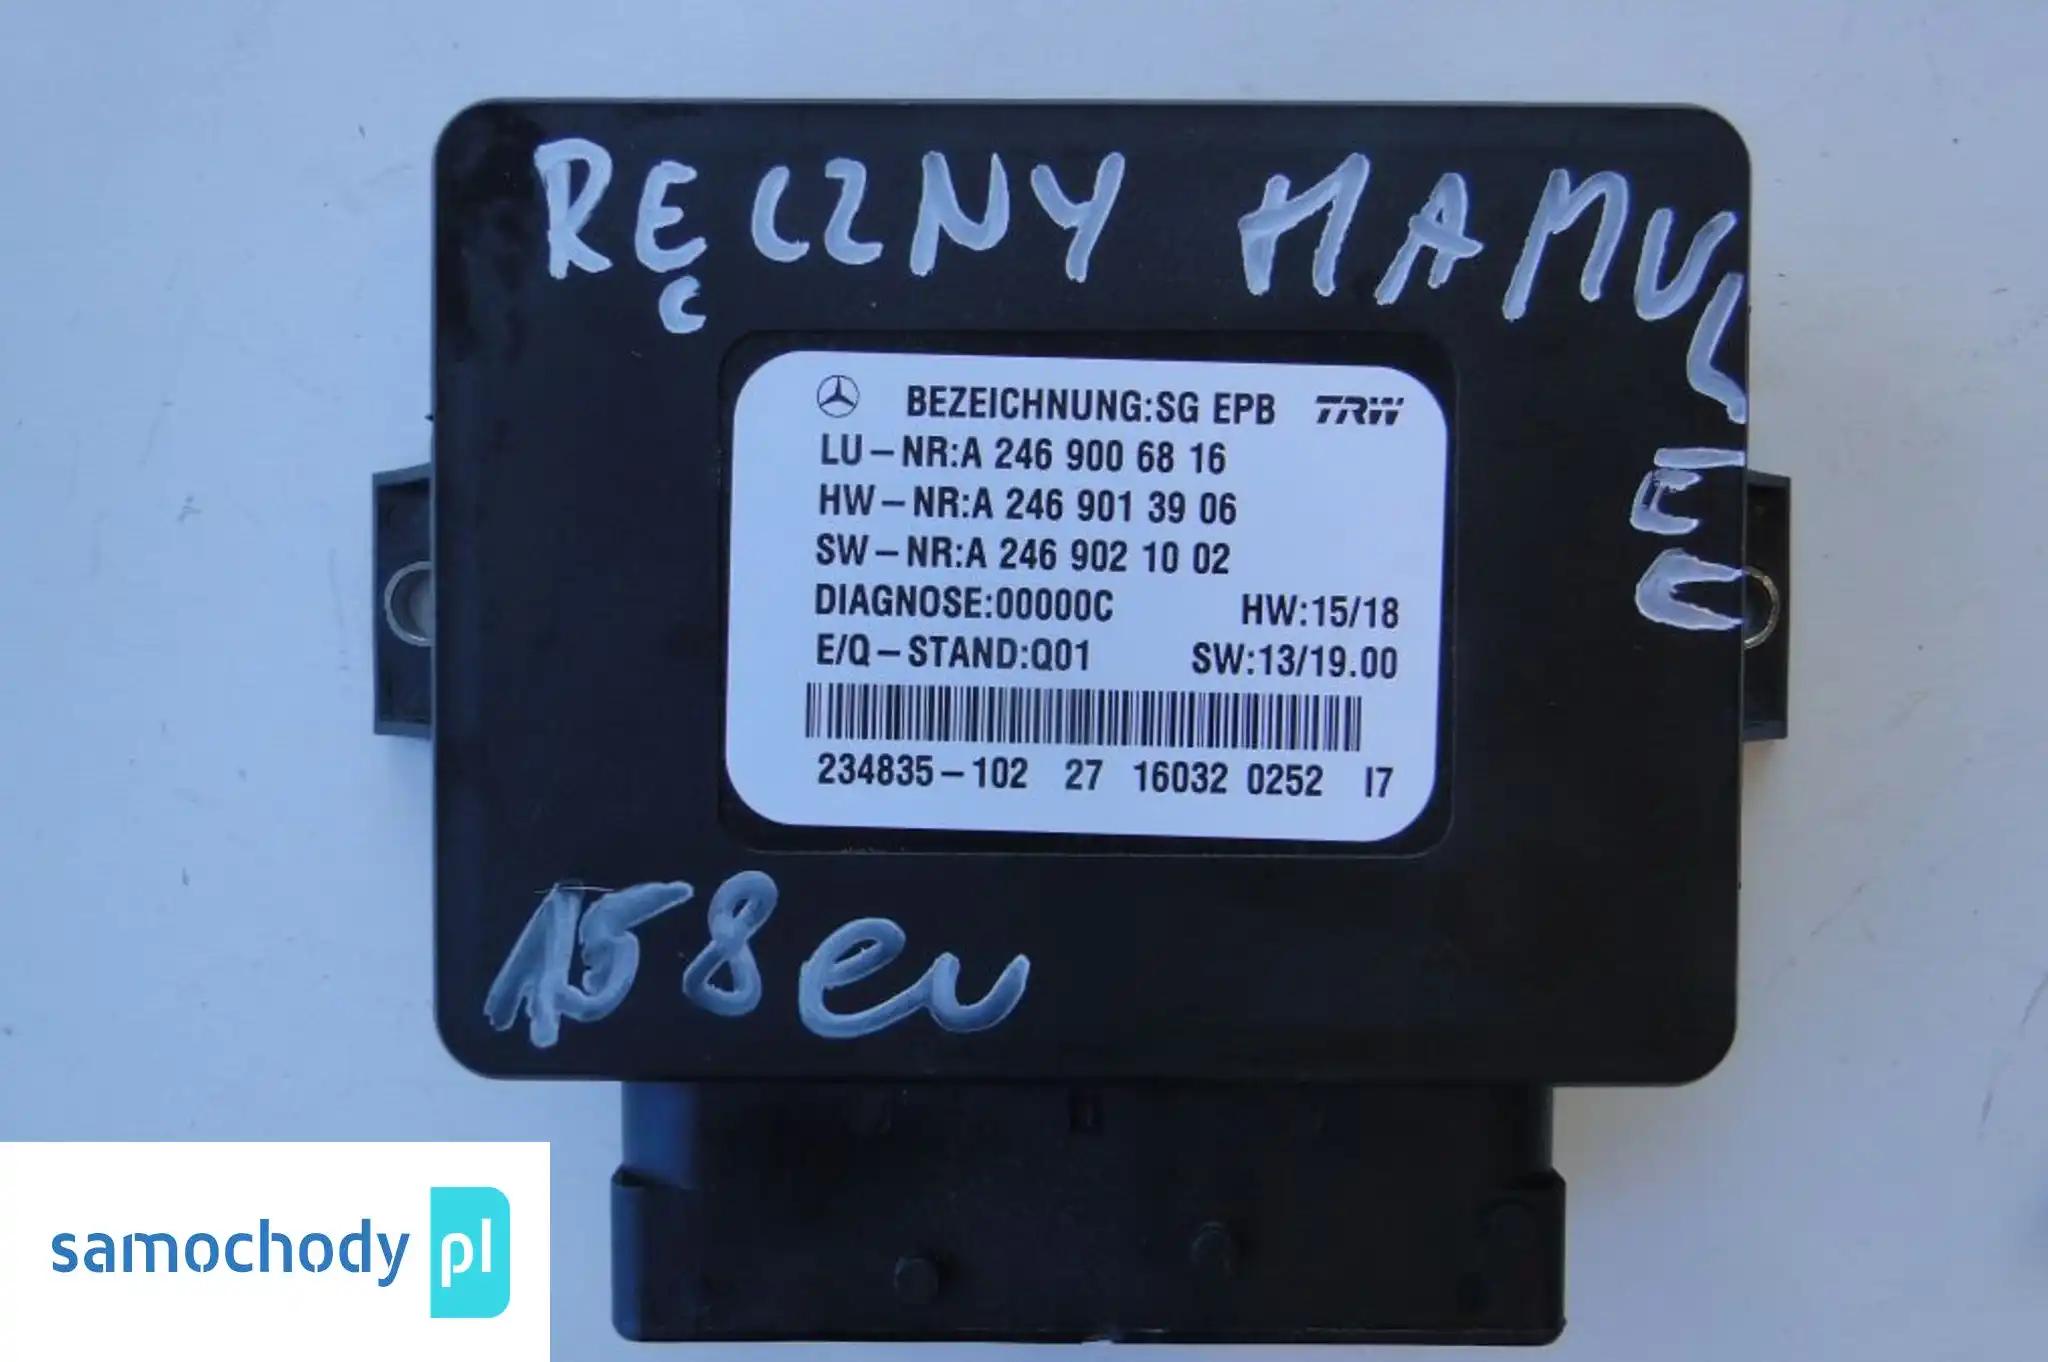 RĘCZNY HAMUL
EC
BEZEICHNUNG:SG EPB TRW
LU-NR:A 246 900 68 16
HW-NR:A 246 901 39 06
SW-NR:A 246 902 10 02
DIAGNOSE:00000C HW:15/18
E/Q-STAND:Q01 SW:13/19.00
234835-102 27 16032 0252 I7
158eu
samochody pl